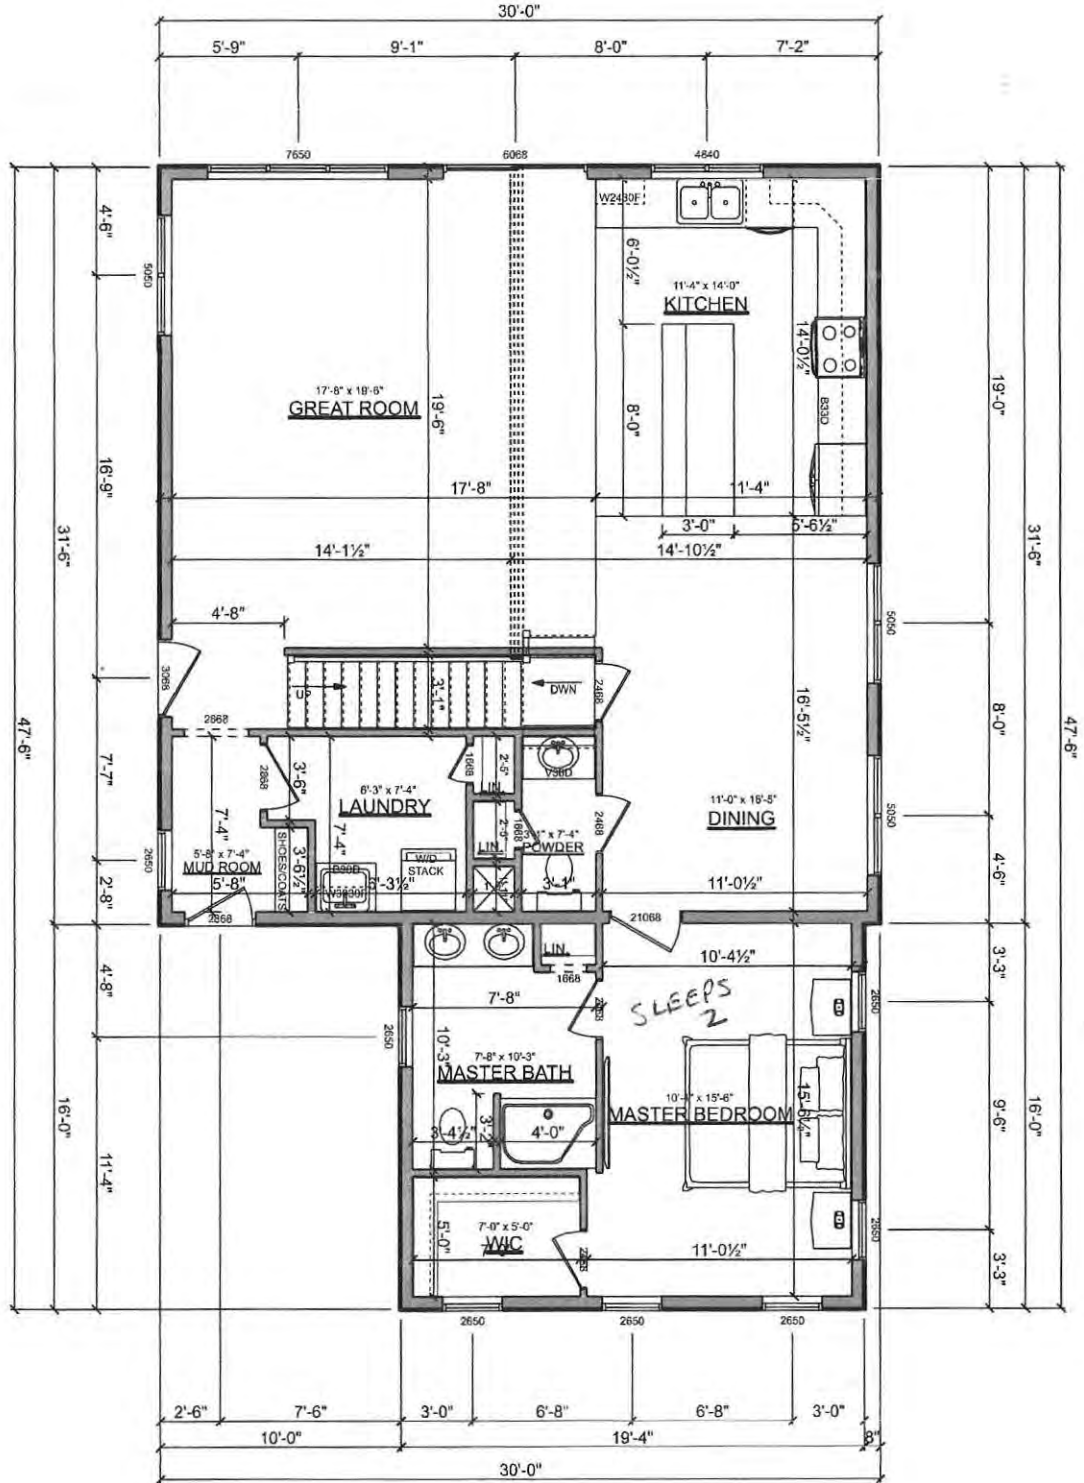 30'-0"
5'-9" 9'-1" 8'-0" 7'-2"
7650 6068 4840
4'-6"
5050
W2430F
6'-0½"
11'-4" x 14'-0"
KITCHEN
14'-0½"
17'-8" x 19'-6"
GREAT ROOM
19'-6"
8'-0"
B33D
19'-0"
16'-9"
17'-8" 11'-4"
3'-0" 5'-6½"
31'-6"
31'-6"
14'-1½" 14'-10½"
4'-8"
5050
3068
UP
3'-1"
DWN
2468
16'-5½"
8'-0"
47'-6"
47'-6"
2868
7'-7"
2868
3'-6"
6'-3" x 7'-4"
LAUNDRY
1668
2'-5"
LIN.
V30D
11'-0" x 16'-5"
DINING
5050
7'-4"
7'-4"
2'-5"
LIN.
1668
7'-4"
POWDER
2468
2650
5'-8" x 7'-4"
MUD ROOM
SHOES/COATS
3'-6½"
W/D
STACK
4'-6"
2'-8"
5'-8" 5'-3½" 3'-1" 11'-0½"
2868
21068
LIN.
1668
10'-4½"
3'-3"
4'-8"
7'-8"
SLEEPS
2
2650
2650
10'-3"
7'-8" x 10'-3"
MASTER BATH
x 15'-6"
MASTER BEDROOM
15'-6½"
9'-6"
16'-0"
16'-0"
3'-4½" 3'-2" 4'-0"
11'-4"
7'-0" x 5'-0"
WIC
5'-0"
11'-0½"
2650
3'-3"
2650 2650 2650
2'-6" 7'-6" 3'-0" 6'-8" 6'-8" 3'-0"
10'-0" 19'-4" 8"
30'-0"